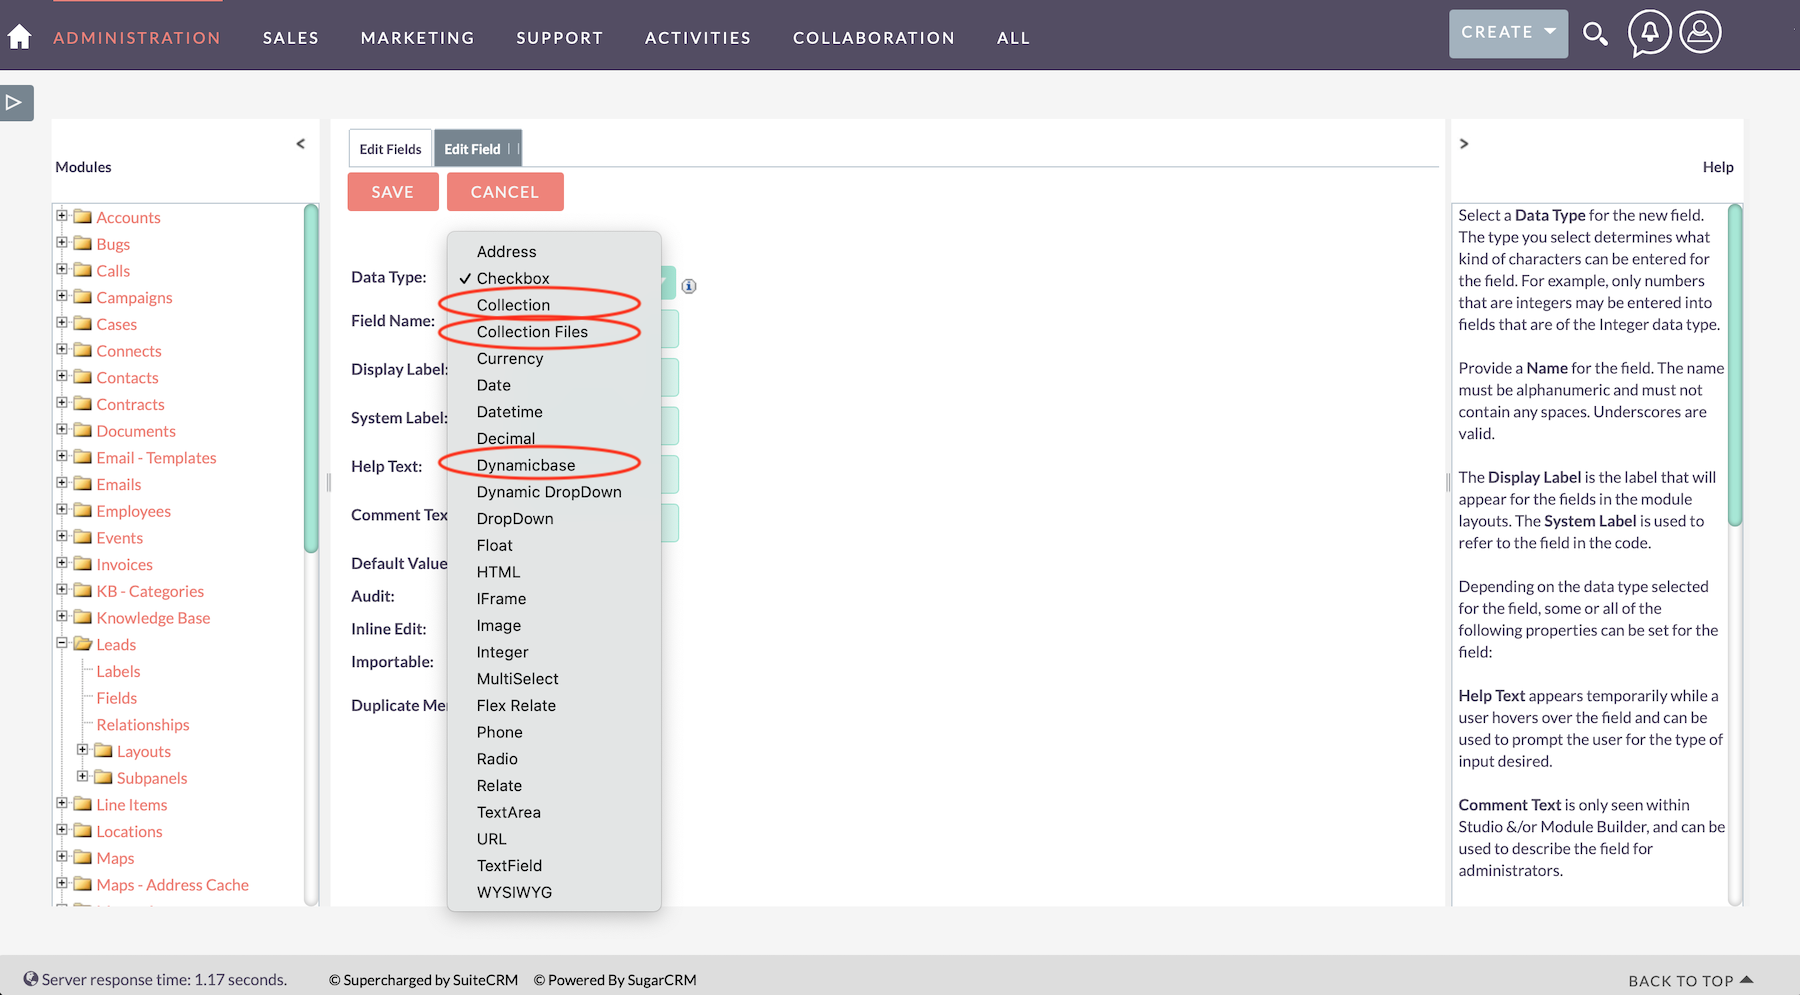 ADMINISTRATION SALES MARKETING SUPPORT ACTIVITIES COLLABORATION ALL CREATE
Modules
Accounts
Bugs
Calls
Campaigns
Cases
Connects
Contacts
Contracts
Documents
Email - Templates
Emails
Employees
Events
Invoices
KB - Categories
Knowledge Base
Leads
Labels
Fields
Relationships
Layouts
Subpanels
Line Items
Locations
Maps
Maps - Address Cache
Edit Fields Edit Field
SAVE CANCEL
Data Type:
Field Name:
Display Label:
System Label:
Help Text:
Comment Tex
Default Value
Audit:
Inline Edit:
Importable:
Duplicate Me
Address
✓ Checkbox
Collection
Collection Files
Currency
Date
Datetime
Decimal
Dynamicbase
Dynamic DropDown
DropDown
Float
HTML
IFrame
Image
Integer
MultiSelect
Flex Relate
Phone
Radio
Relate
TextArea
URL
TextField
WYSIWYG
Help
Select a Data Type for the new field.
The type you select determines what
kind of characters can be entered for
the field. For example, only numbers
that are integers may be entered into
fields that are of the Integer data type.
Provide a Name for the field. The name
must be alphanumeric and must not
contain any spaces. Underscores are
valid.
The Display Label is the label that will
appear for the fields in the module
layouts. The System Label is used to
refer to the field in the code.
Depending on the data type selected
for the field, some or all of the
following properties can be set for the
field:
Help Text appears temporarily while a
user hovers over the field and can be
used to prompt the user for the type of
input desired.
Comment Text is only seen within
Studio &/or Module Builder, and can be
used to describe the field for
administrators.
Server response time: 1.17 seconds. © Supercharged by SuiteCRM © Powered By SugarCRM BACK TO TOP